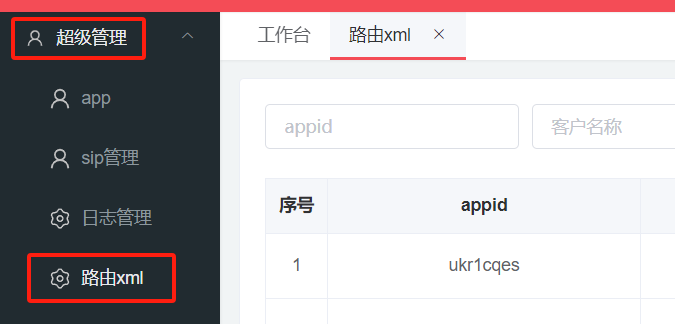 超级管理
app
sip管理
日志管理
路由xml
工作台 路由xml
appid 客户名称
序号 appid
1 ukr1cqes